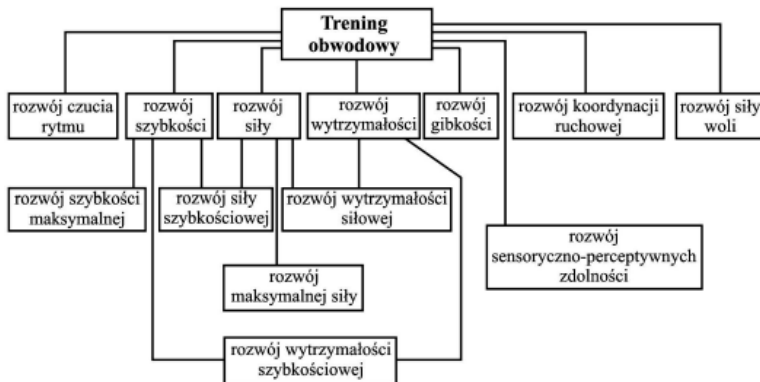 Trening
obwodowy
rozwój czucia
rytmu
rozwój
szybkości
rozwój
siły
rozwój
wytrzymałości
rozwój
gibkości
rozwój koordynacji
ruchowej
rozwój siły
woli
rozwój szybkości
maksymalnej
rozwój siły
szybkościowej
rozwój wytrzymałości
siłowej
rozwój
sensoryczno-perceptywnych
zdolności
rozwój
maksymalnej siły
rozwój wytrzymałości
szybkościowej